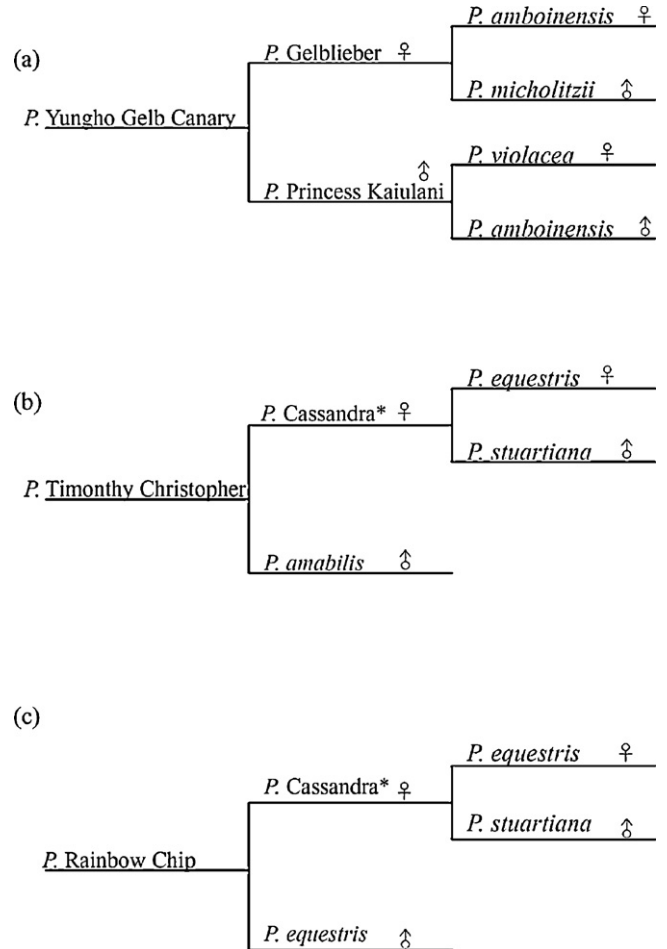 (a)
P. amboinensis ♀
P. Gelblieber ♀
P. micholitzii ♂
P. Yungho Gelb Canary
P. violacea ♀
P. Princess Kaiulani ♂
P. amboinensis ♂
(b)
P. equestris ♀
P. Cassandra* ♀
P. stuartiana ♂
P. Timonthy Christopher
P. amabilis ♂
(c)
P. equestris ♀
P. Cassandra* ♀
P. stuartiana ♂
P. Rainbow Chip
P. equestris ♂